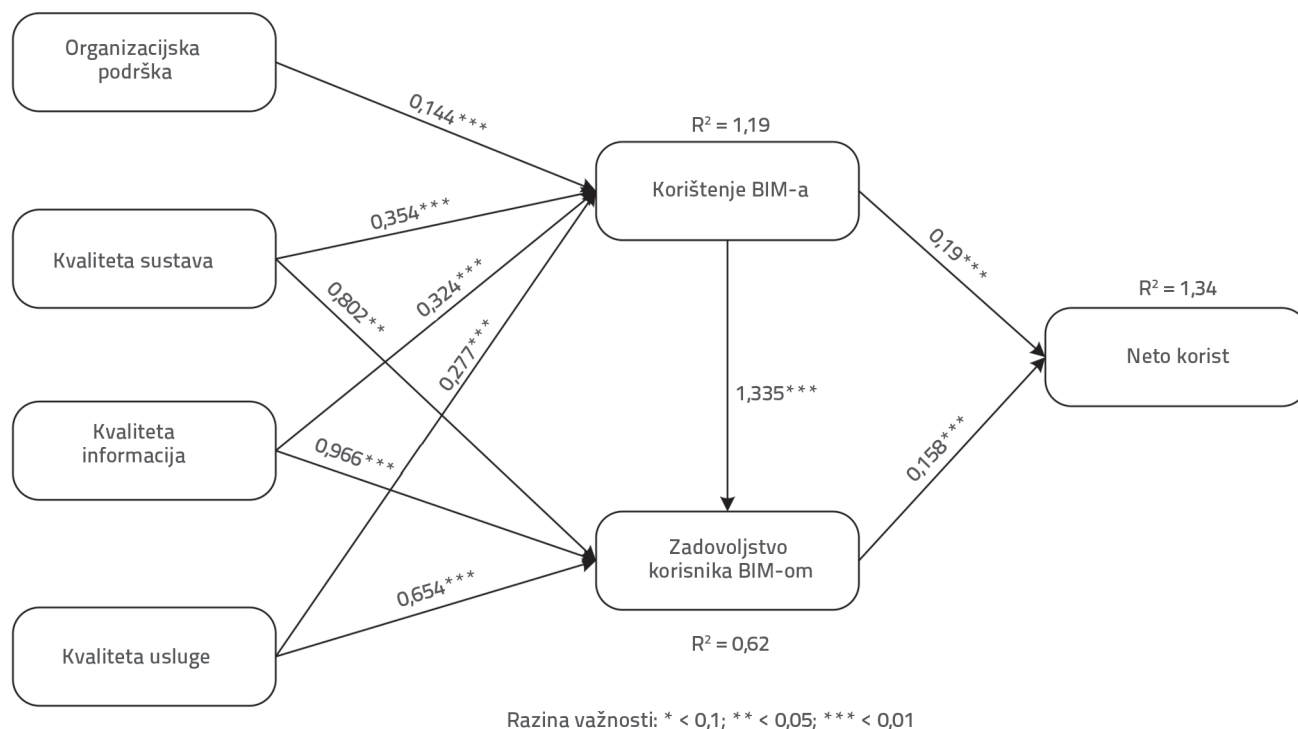 Organizacijska
podrška
0,144***
R² = 1,19
Korištenje BIM-a
Kvaliteta sustava
0,354***
0,802**
0,324***
0,277***
0,19***
R² = 1,34
Neto korist
1,335***
Kvaliteta
informacija
0,966***
0,158***
Zadovoljstvo
korisnika BIM-om
0,654***
R² = 0,62
Kvaliteta usluge
Razina važnosti: * < 0,1; ** < 0,05; *** < 0,01